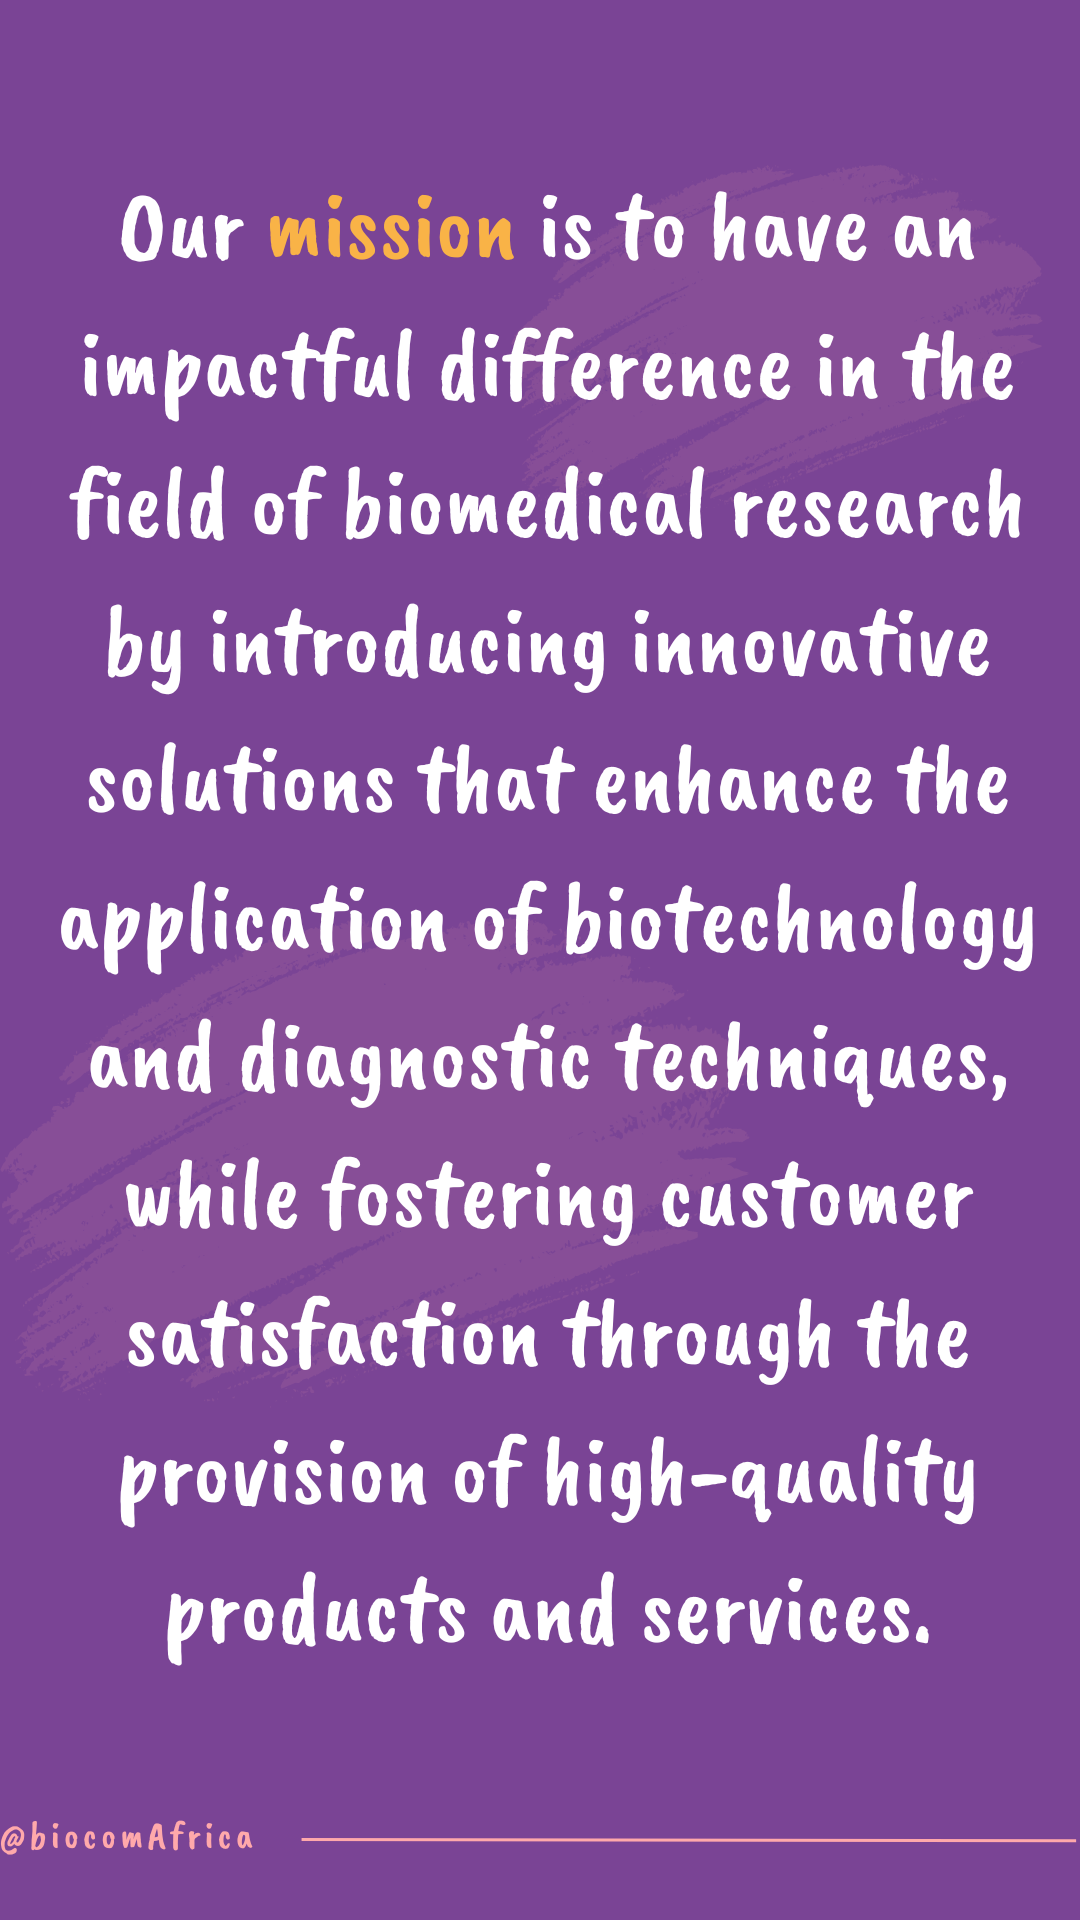 Our mission is to have an
impactful difference in the
field of biomedical research
by introducing innovative
solutions that enhance the
application of biotechnology
and diagnostic techniques,
while fostering customer
satisfaction through the
provision of high-quality
products and services.
@biocomAfrica